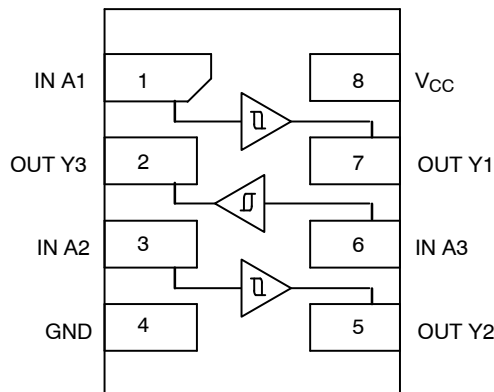 IN A1 1 8 VCC
OUT Y3 2 7 OUT Y1
IN A2 3 6 IN A3
GND 4 5 OUT Y2